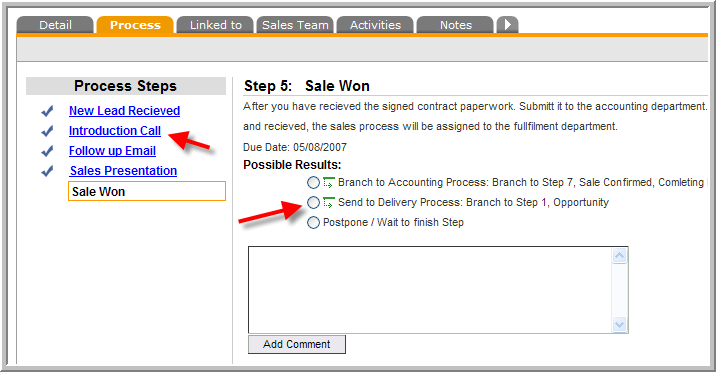 Detail Process Linked to Sales Team Activities Notes
Process Steps
New Lead Recieved
Introduction Call
Follow up Email
Sales Presentation
Sale Won
Step 5: Sale Won
After you have recieved the signed contract paperwork. Submitt it to the accounting department.
and recieved, the sales process will be assigned to the fullfilment department.
Due Date: 05/08/2007
Possible Results:
Branch to Accounting Process: Branch to Step 7, Sale Confirmed, Comleting
Send to Delivery Process: Branch to Step 1, Opportunity
Postpone / Wait to finish Step
Add Comment